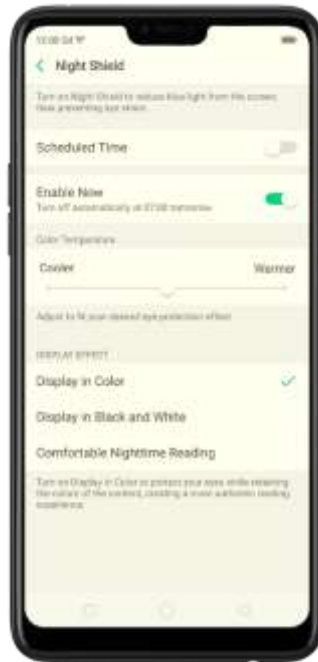 Night Shield
Turn on Night Shield to reduce blue light from the screen,
thus preventing eye strain.
Scheduled Time
Enable Now
Turn off automatically at 07:00 tomorrow
Color Temperature
Cooler Warmer
Adjust to fit your desired eye protection effect
DISPLAY EFFECT
Display in Color
Display in Black and White
Comfortable Nighttime Reading
Turn on Display in Color to protect your eyes while retaining
the colors of the content, creating a more authentic reading
experience.